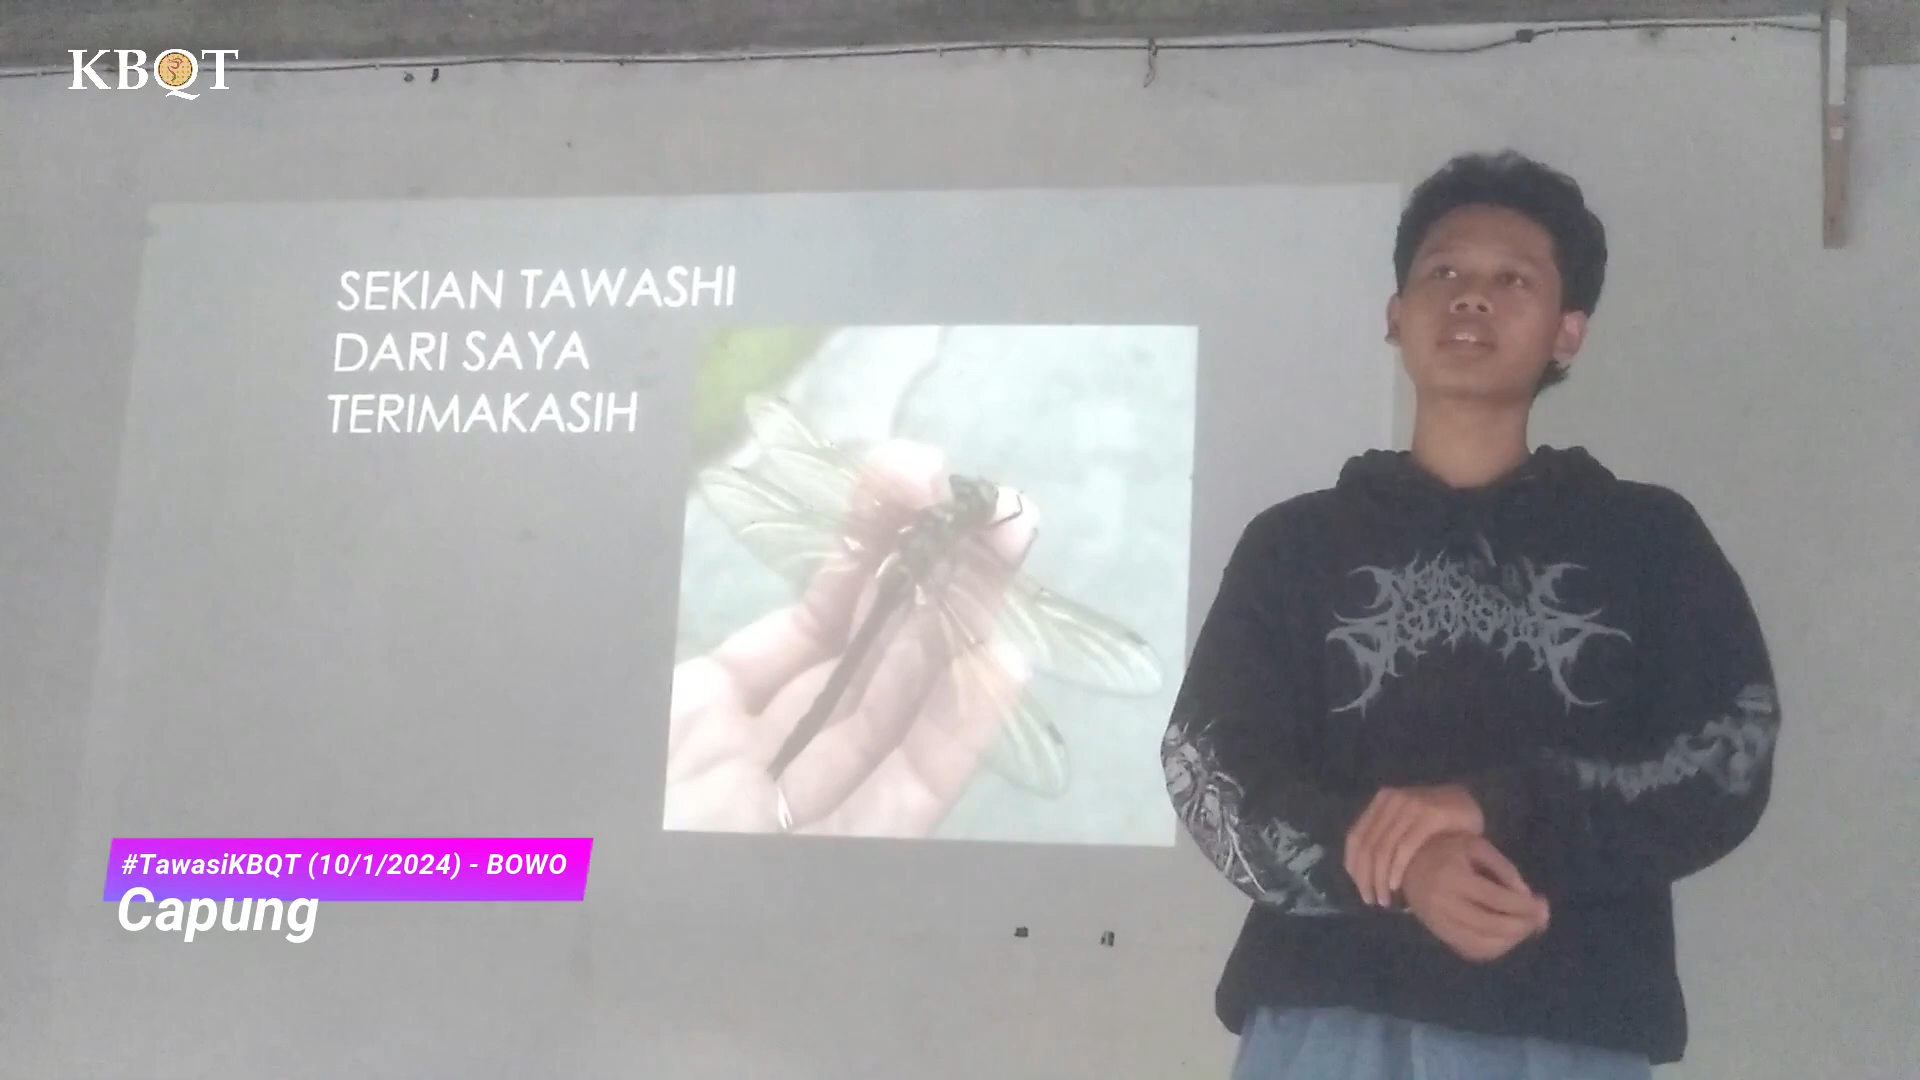 KBQT
SEKIAN TAWASHI
DARI SAYA
TERIMAKASIH
#TawasiKBQT (10/1/2024) - BOWO
Capung